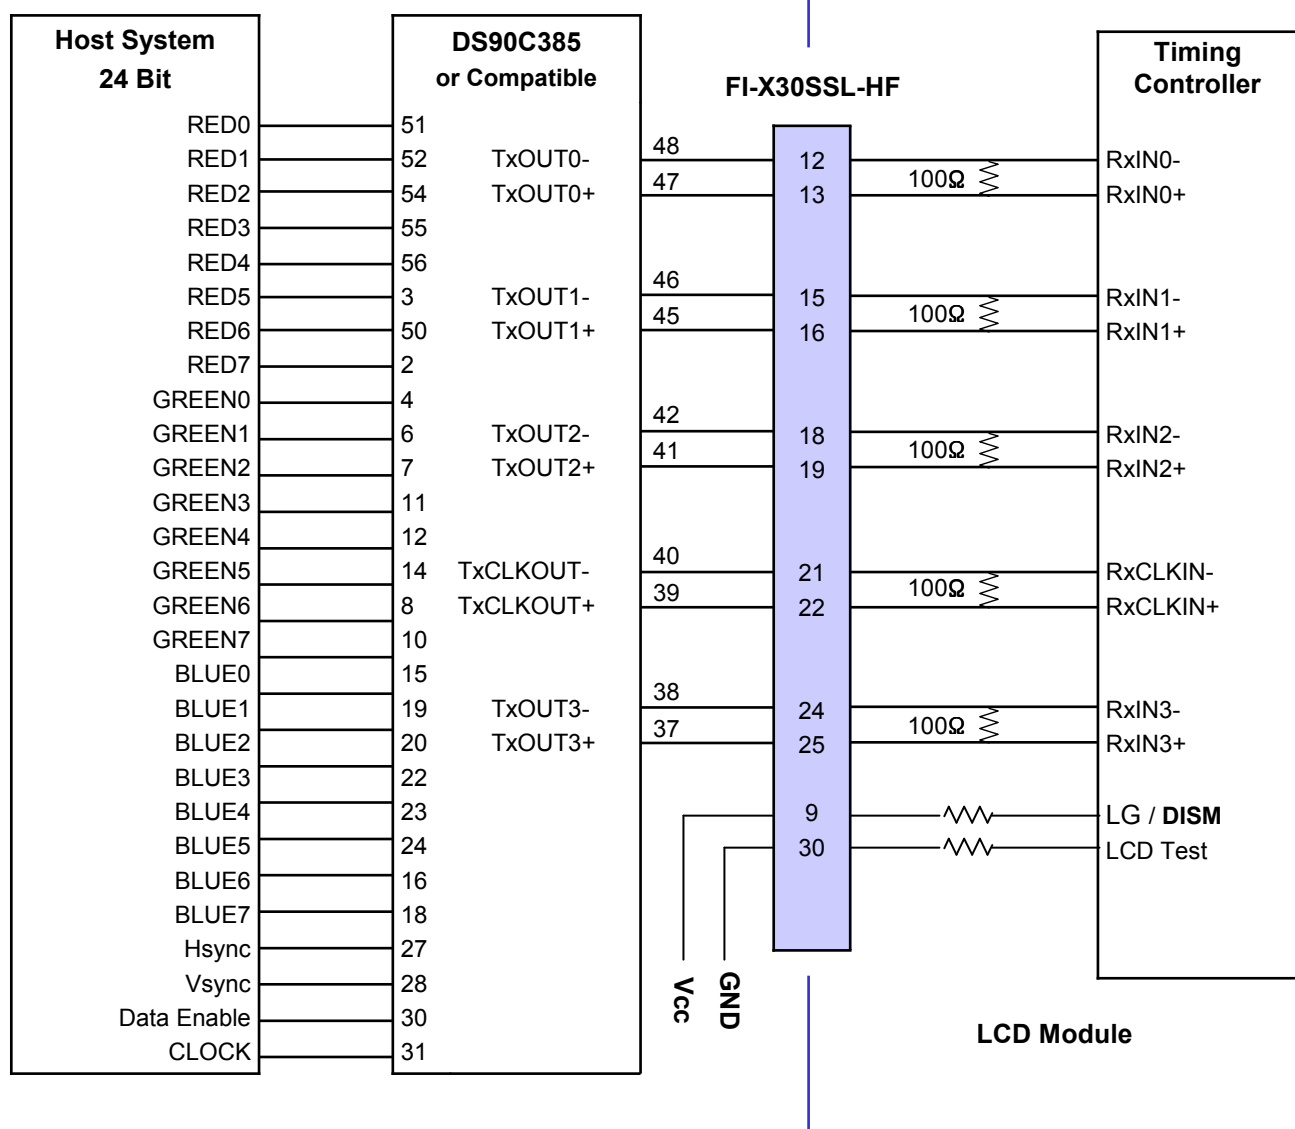 Host System
24 Bit
RED0
RED1
RED2
RED3
RED4
RED5
RED6
RED7
GREEN0
GREEN1
GREEN2
GREEN3
GREEN4
GREEN5
GREEN6
GREEN7
BLUE0
BLUE1
BLUE2
BLUE3
BLUE4
BLUE5
BLUE6
BLUE7
Hsync
Vsync
Data Enable
CLOCK
DS90C385
or Compatible
51
52
54
55
56
3
50
2
4
6
7
11
12
14
8
10
15
19
20
22
23
24
16
18
27
28
30
31
TxOUT0-
TxOUT0+
TxOUT1-
TxOUT1+
TxOUT2-
TxOUT2+
TxCLKOUT-
TxCLKOUT+
TxOUT3-
TxOUT3+
48
47
46
45
42
41
40
39
38
37
Vcc
GND
FI-X30SSL-HF
12
13
15
16
18
19
21
22
24
25
9
30
100Ω
100Ω
100Ω
100Ω
100Ω
Timing
Controller
RxIN0-
RxIN0+
RxIN1-
RxIN1+
RxIN2-
RxIN2+
RxCLKIN-
RxCLKIN+
RxIN3-
RxIN3+
LG / DISM
LCD Test
LCD Module